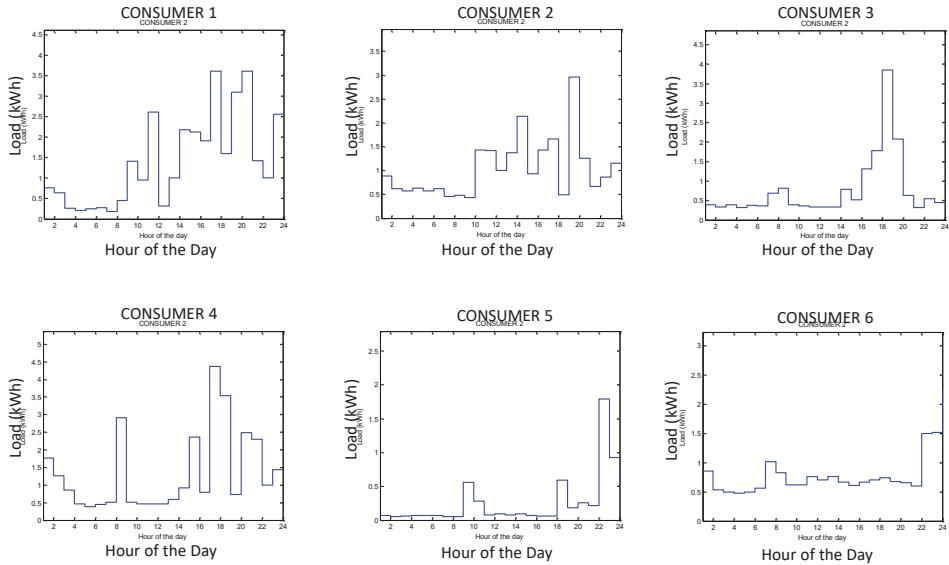 CONSUMER 1
CONSUMER 2
4.5
4
3.5
3
2.5
2
1.5
1
0.5
0
Load (kWh)
Load (kWh)
2 4 6 8 10 12 14 16 18 20 22 24
Hour of the day
Hour of the Day
CONSUMER 2
CONSUMER 2
3.5
3
2.5
2
1.5
1
0.5
0
Load (kWh)
Load (kWh)
2 4 6 8 10 12 14 16 18 20 22 24
Hour of the day
Hour of the Day
CONSUMER 3
CONSUMER 2
4.5
4
3.5
3
2.5
2
1.5
1
0.5
0
Load (kWh)
Load (kWh)
2 4 6 8 10 12 14 16 18 20 22 24
Hour of the day
Hour of the Day
CONSUMER 4
CONSUMER 2
5
4.5
4
3.5
3
2.5
2
1.5
1
0.5
0
Load (kWh)
Load (kWh)
2 4 6 8 10 12 14 16 18 20 22 24
Hour of the day
Hour of the Day
CONSUMER 5
CONSUMER 2
2.5
2
1.5
1
0.5
0
Load (kWh)
Load (kWh)
2 4 6 8 10 12 14 16 18 20 22 24
Hour of the day
Hour of the Day
CONSUMER 6
CONSUMER 2
3
2.5
2
1.5
1
0.5
0
Load (kWh)
Load (kWh)
2 4 6 8 10 12 14 16 18 20 22 24
Hour of the day
Hour of the Day